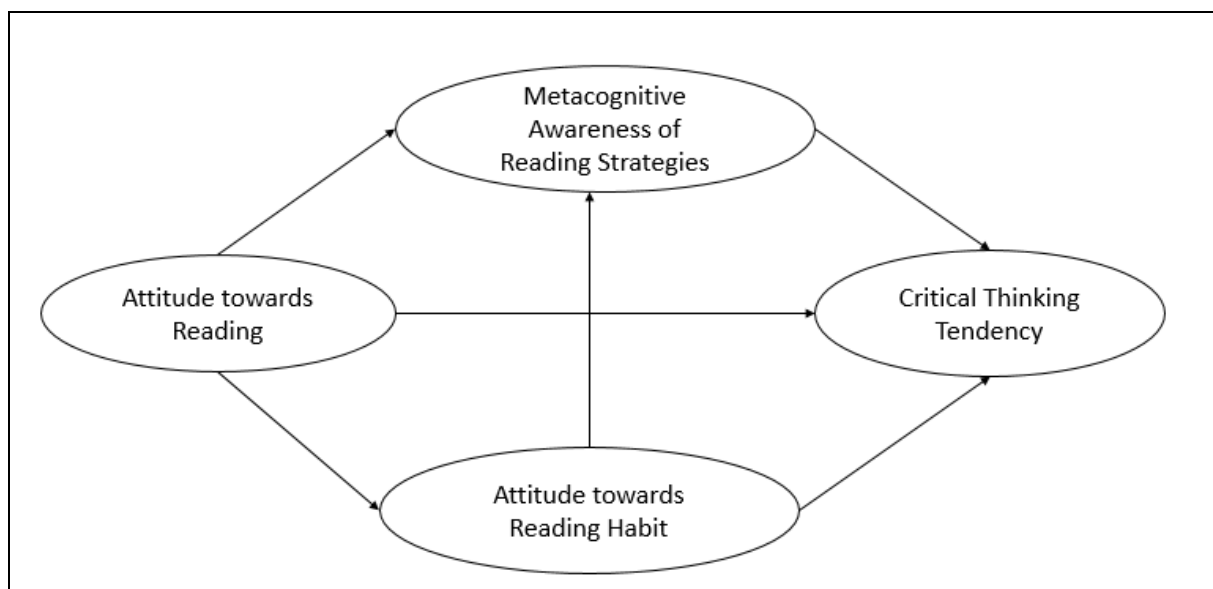 Metacognitive
Awareness of
Reading Strategies
Attitude towards
Reading
Critical Thinking
Tendency
Attitude towards
Reading Habit